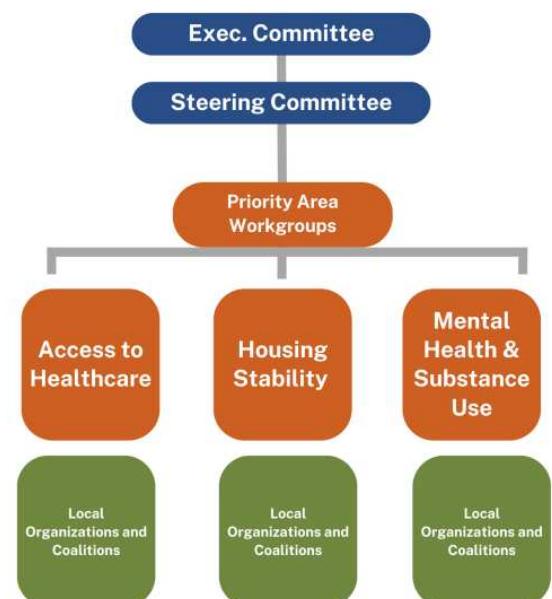 Exec. Committee
Steering Committee
Priority Area
Workgroups
Access to
Healthcare
Housing
Stability
Mental
Health &
Substance
Use
Local
Organizations and
Coalitions
Local
Organizations and
Coalitions
Local
Organizations and
Coalitions